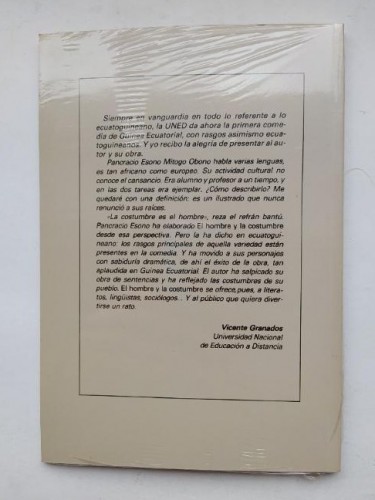 Siempre en vanguardia en todo lo referente a lo
ecuatoguineano, la UNED da ahora la primera come-
dia de Guinea Ecuatorial, con rasgos asimismo ecua-
toguineanos. Y yo recibo la alegría de presentar al au-
tor y su obra.
Pancracio Esono Mitogo Obono habla varias lenguas,
es tan africano como europeo. Su actividad cultural no
conoce el cansancio. Era alumno y profesor a un tiempo, y
en las dos tareas era ejemplar. ¿Cómo describirlo? Me
quedaré con una definición: es un ilustrado que nunca
renunció a sus raíces.
«La costumbre es el hombre», reza el refrán bantú.
Pancracio Esono ha elaborado El hombre y la costumbre
desde esa perspectiva. Pero la ha dicho en ecuatogui-
neano: los rasgos principales de aquella variedad están
presentes en la comedia. Y ha movido a sus personajes
con sabiduría dramática, de ahí el éxito de la obra, tan
aplaudida en Guinea Ecuatorial. El autor ha salpicado su
obra de sentencias y ha reflejado las costumbres de su
pueblo. El hombre y la costumbre se ofrece, pues, a litera-
tos, lingüistas, sociólogos... Y al público que quiera diver-
tirse un rato.
Vicente Granados
Universidad Nacional
de Educación a Distancia